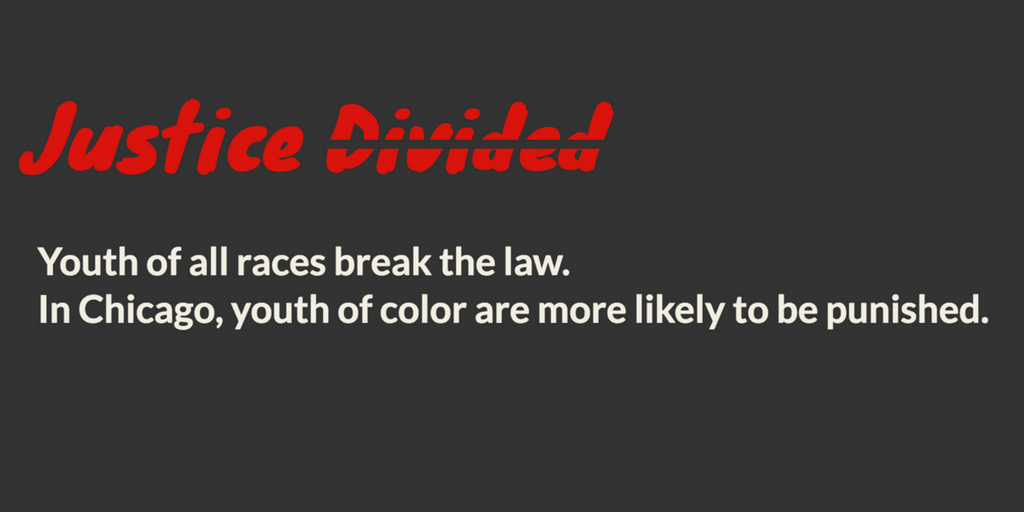 Justice Divided
Youth of all races break the law.
In Chicago, youth of color are more likely to be punished.